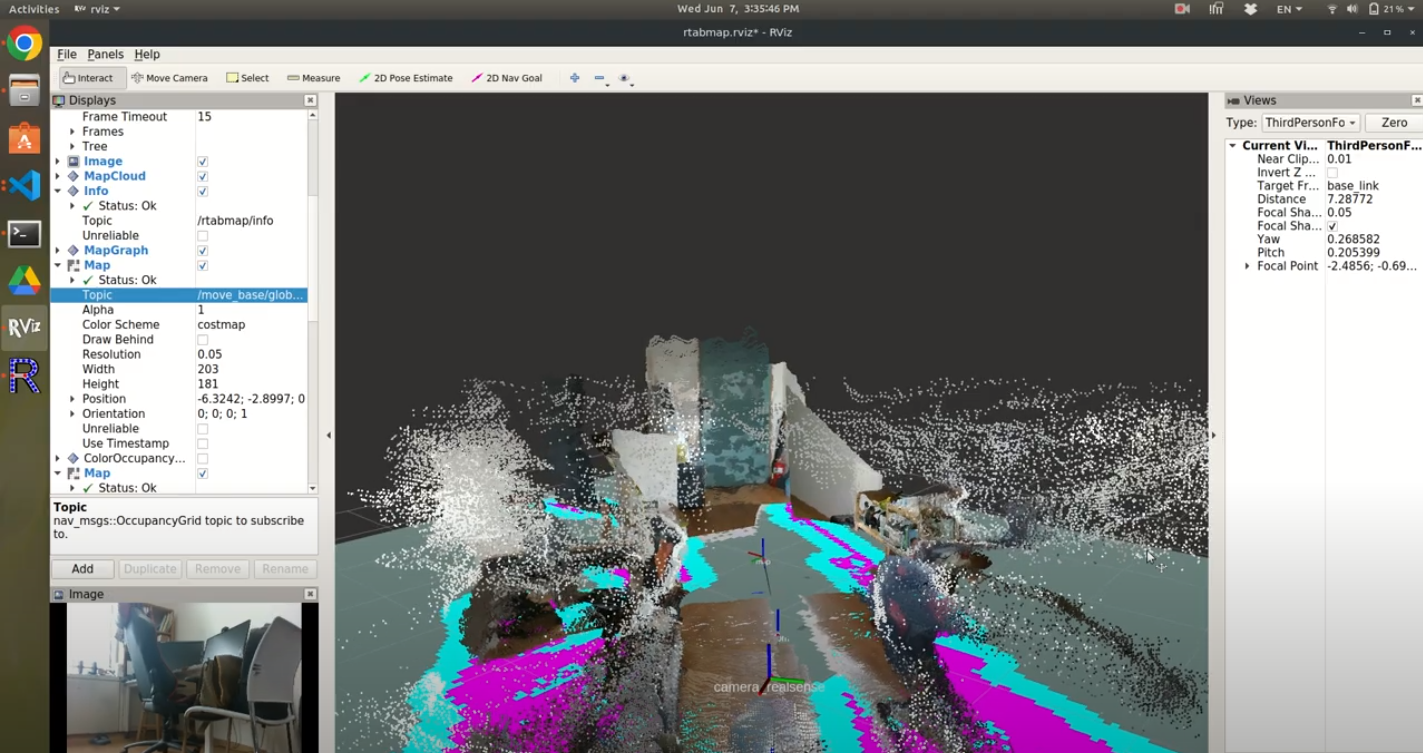 Activities rviz Wed Jun 7, 3:35:46 PM EN 21%
rtabmap.rviz* - RViz
File Panels Help
Interact Move Camera Select Measure 2D Pose Estimate 2D Nav Goal
Displays
Frame Timeout 15
Frames
Tree
Image
MapCloud
Info
Status: Ok
Topic /rtabmap/info
Unreliable
MapGraph
Map
Status: Ok
Topic /move_base/glob...
Alpha 1
Color Scheme costmap
Draw Behind
Resolution 0.05
Width 203
Height 181
Position -6.3242; -2.8997; 0
Orientation 0; 0; 0; 1
Unreliable
Use Timestamp
ColorOccupancy...
Map
Status: Ok
Topic
nav_msgs::OccupancyGrid topic to subscribe
to.
Add Duplicate Remove Rename
Image
RViz
R
camera_realsense
Views
Type: ThirdPersonFo Zero
Current Vi... ThirdPersonF...
Near Clip... 0.01
Invert Z ...
Target Fr... base_link
Distance 7.28772
Focal Sha... 0.05
Focal Sha...
Yaw 0.268582
Pitch 0.205399
Focal Point -2.4856; -0.69...